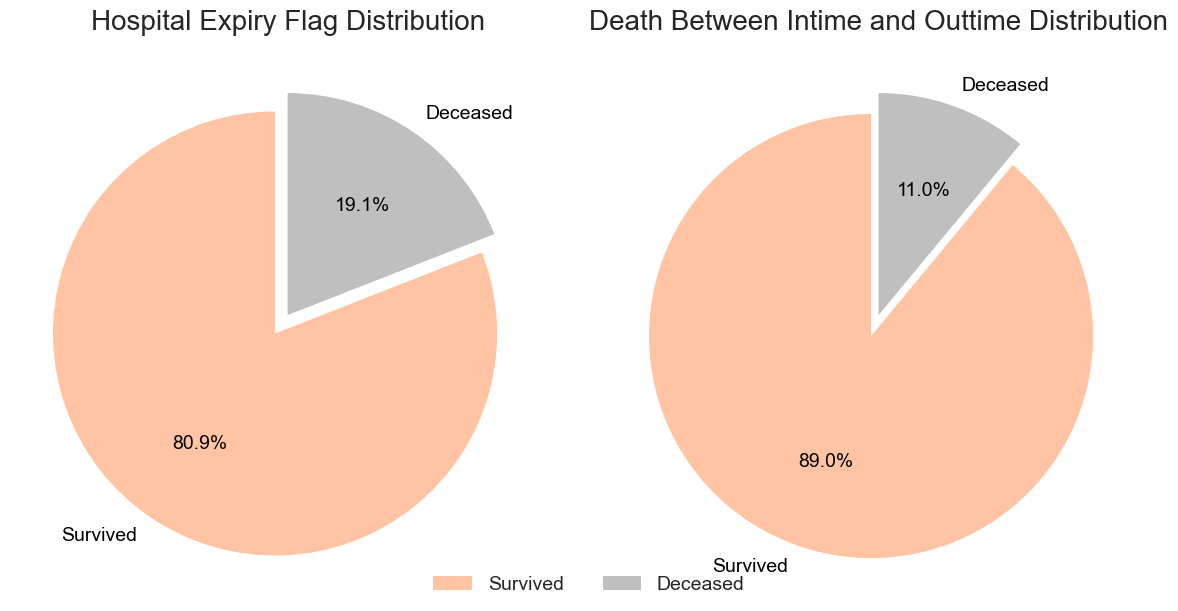 Hospital Expiry Flag Distribution
Deceased
19.1%
80.9%
Survived
Death Between Intime and Outtime Distribution
Deceased
11.0%
89.0%
Survived
Survived
Deceased